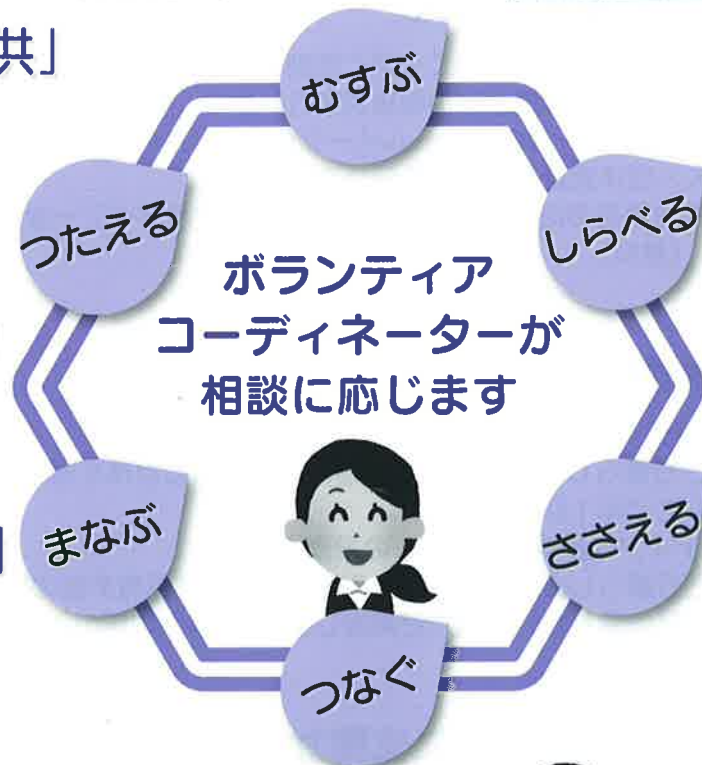 共」
むすぶ
つたえる
しらべる
ボランティア
コーディネーターが
相談に応じます
まなぶ
ささえる
つなぐ